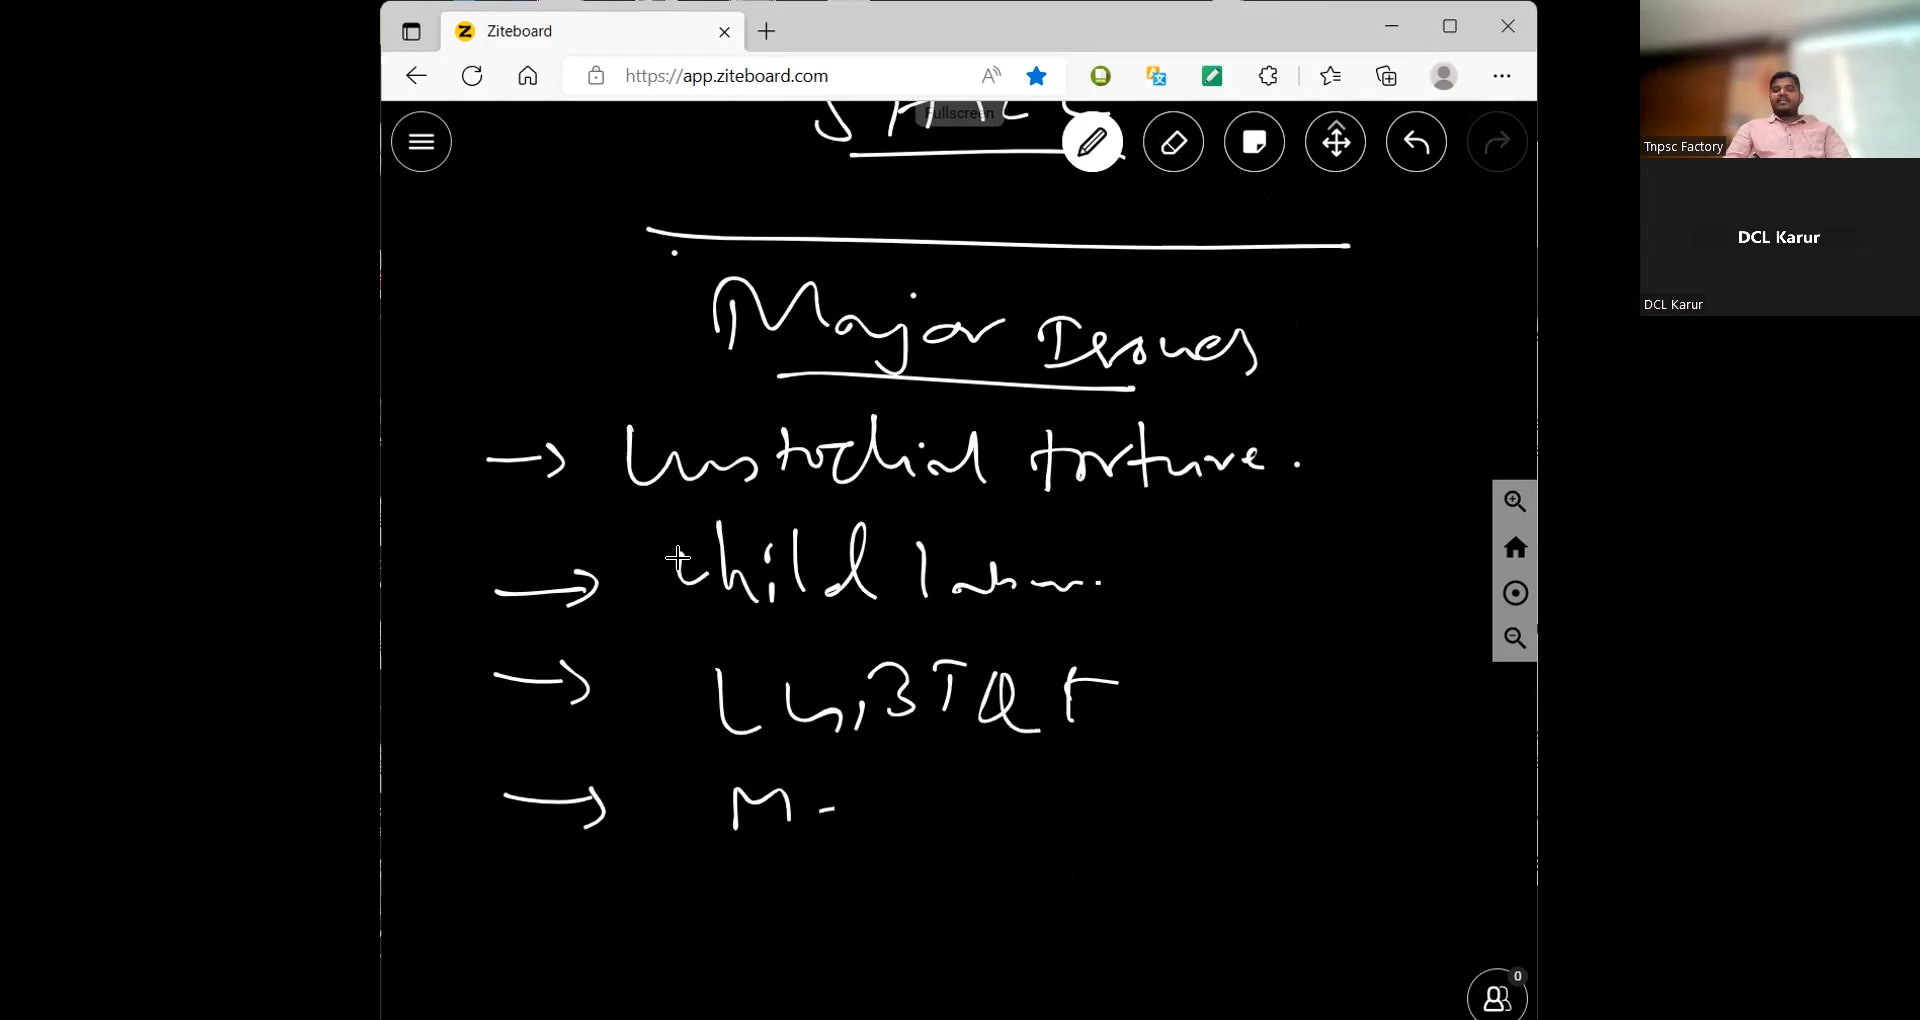 Ziteboard
https://app.ziteboard.com
Fullscreen
Major Issues
→ Custodial torture.
→ child labour.
→ LGBTQ+
→ M -
0
Tnpsc Factory
DCL Karur
DCL Karur